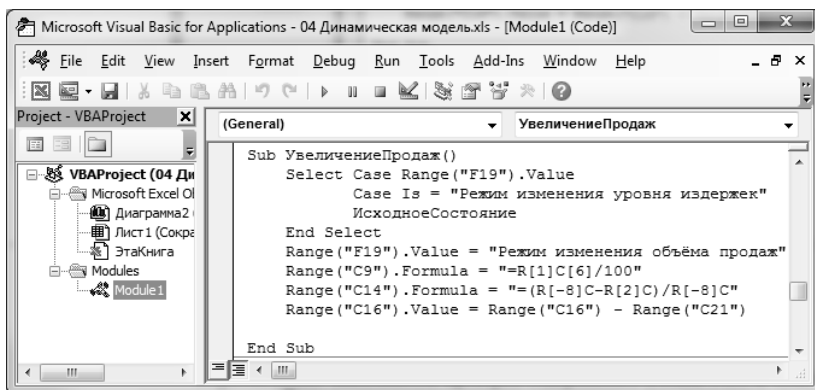 Microsoft Visual Basic for Applications - 04 Динамическая модель.xls - [Module1 (Code)]
File Edit View Insert Format Debug Run Tools Add-Ins Window Help
Project - VBAProject
(General) УвеличениеПродаж
VBAProject (04 Ди
Microsoft Excel Ol
Диаграмма2 (
Лист1 (Сокра
ЭтаКнига
Modules
Module1
Sub УвеличениеПродаж()
Select Case Range("F19").Value
Case Is = "Режим изменения уровня издержек"
ИсходноеСостояние
End Select
Range("F19").Value = "Режим изменения объёма продаж"
Range("C9").Formula = "=R[1]C[6]/100"
Range("C14").Formula = "=(R[-8]C-R[2]C)/R[-8]C"
Range("C16").Value = Range("C16") - Range("C21")
End Sub